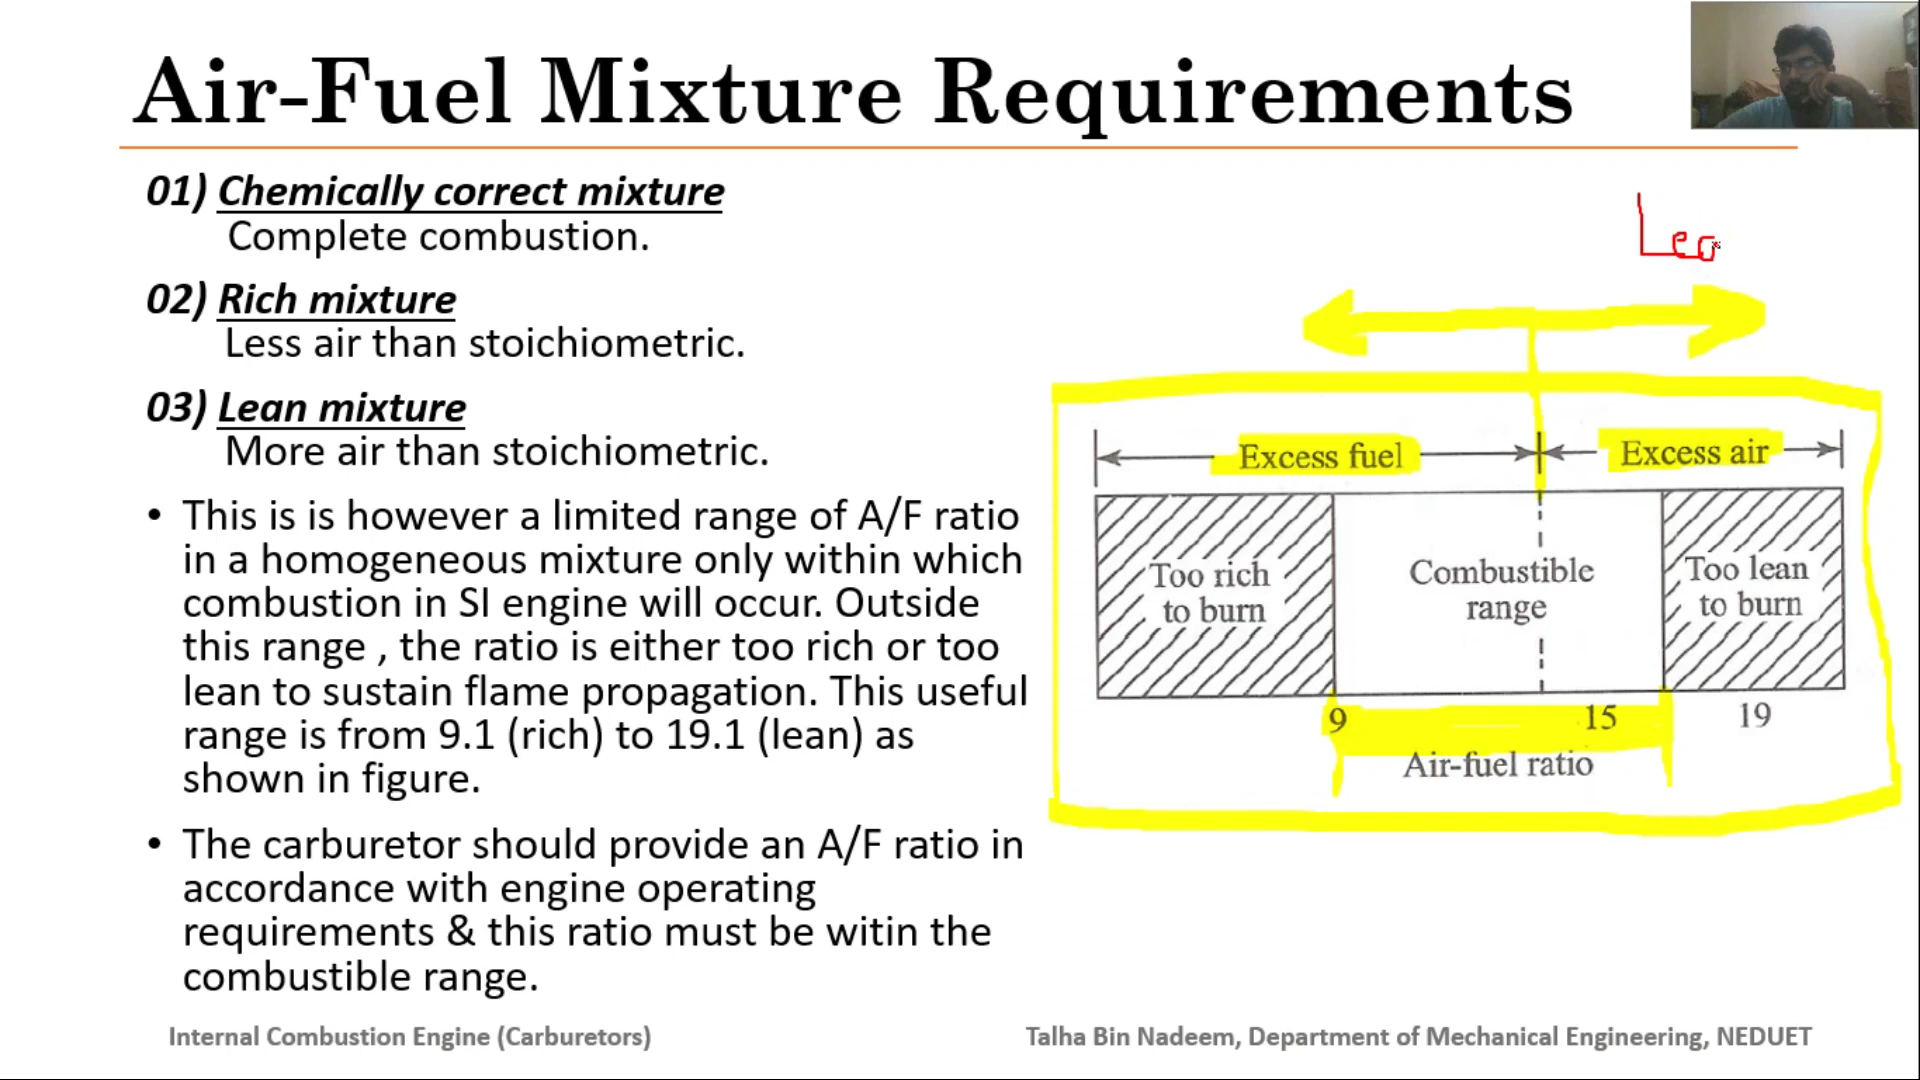 Air-Fuel Mixture Requirements
01) Chemically correct mixture
Complete combustion.
02) Rich mixture
Less air than stoichiometric.
03) Lean mixture
More air than stoichiometric.
• This is is however a limited range of A/F ratio
in a homogeneous mixture only within which
combustion in SI engine will occur. Outside
this range , the ratio is either too rich or too
lean to sustain flame propagation. This useful
range is from 9.1 (rich) to 19.1 (lean) as
shown in figure.
• The carburetor should provide an A/F ratio in
accordance with engine operating
requirements & this ratio must be witin the
combustible range.
Lea
Excess fuel Excess air
Too rich
to burn
Combustible
range
Too lean
to burn
9 15 19
Air-fuel ratio
Internal Combustion Engine (Carburetors)
Talha Bin Nadeem, Department of Mechanical Engineering, NEDUET